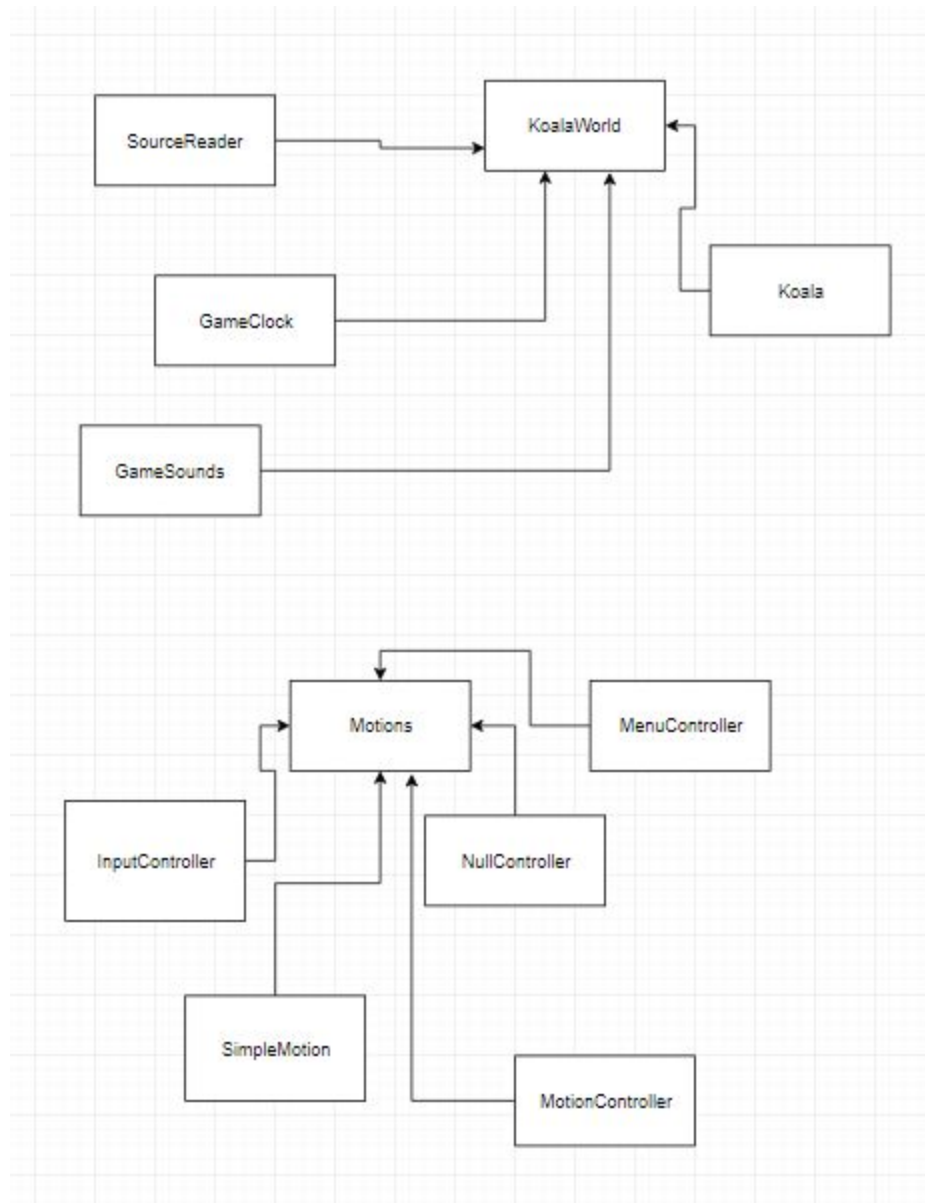 KoalaWorld
SourceReader
Koala
GameClock
GameSounds
Motions
MenuController
InputController
NullController
SimpleMotion
MotionController